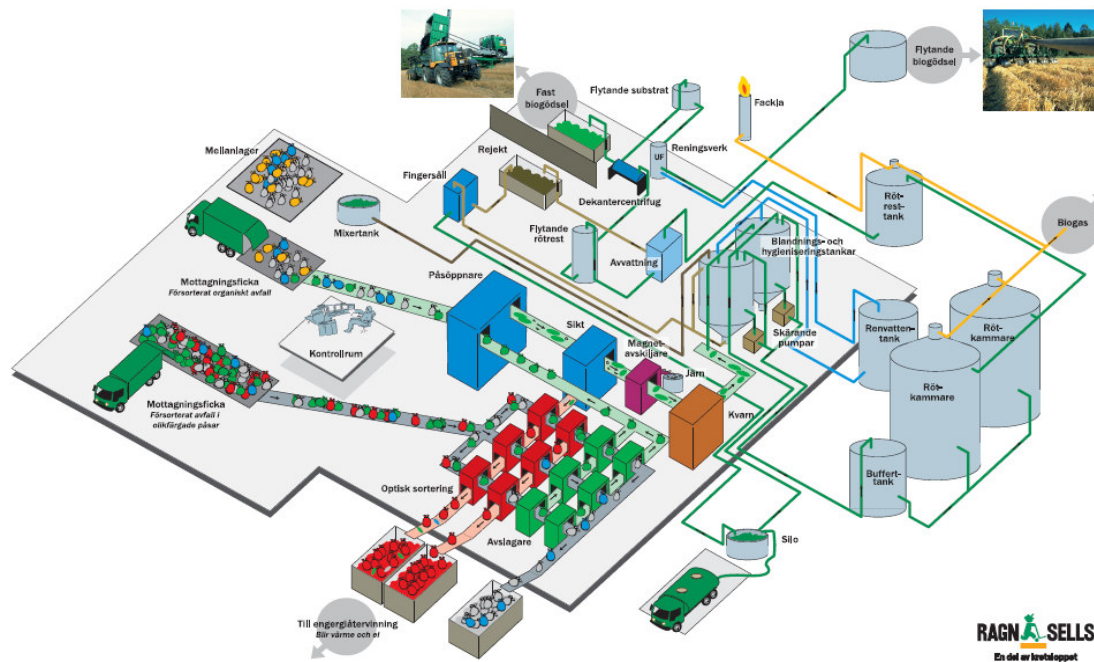 Flytande
biogödsel
Fast
biogödsel
Flytande substrat
Fackla
Mellanlager
Rejekt
UF
Reningsverk
Fingersåll
Dekantercentrifug
Röt-
rest-
tank
Biogas
Mixertank
Flytande
rötrest
Avvattning
Blandnings- och
hygieniseringstankar
Mottagningsficka
Försorterat organiskt avfall
Påsöppnare
Sikt
Magnet-
avskiljare
Skärande
pumpar
Renvatten-
tank
Röt-
kammare
Kontrollrum
Järn
Kvarn
Röt-
kammare
Mottagningsficka
Försorterat avfall i
olikfärgade påsar
Optisk sortering
Buffert-
tank
Avslagare
Silo
Till engergiåtervinning
Blir värme och el
RAGN SELLS
En del av kretsloppet